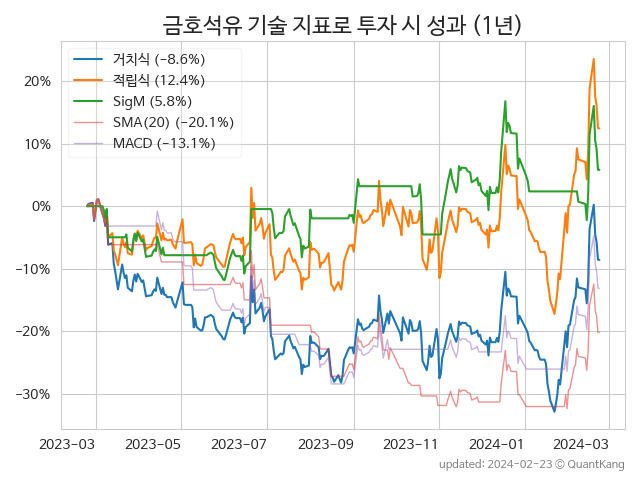 금호석유 기술 지표로 투자 시 성과 (1년)
거치식 (−8.6%)
적립식 (12.4%)
SigM (5.8%)
SMA(20) (−20.1%)
MACD (−13.1%)
20%
10%
0%
−10%
−20%
−30%
2023-03 2023-05 2023-07 2023-09 2023-11 2024-01 2024-03
updated: 2024-02-23 © QuantKang